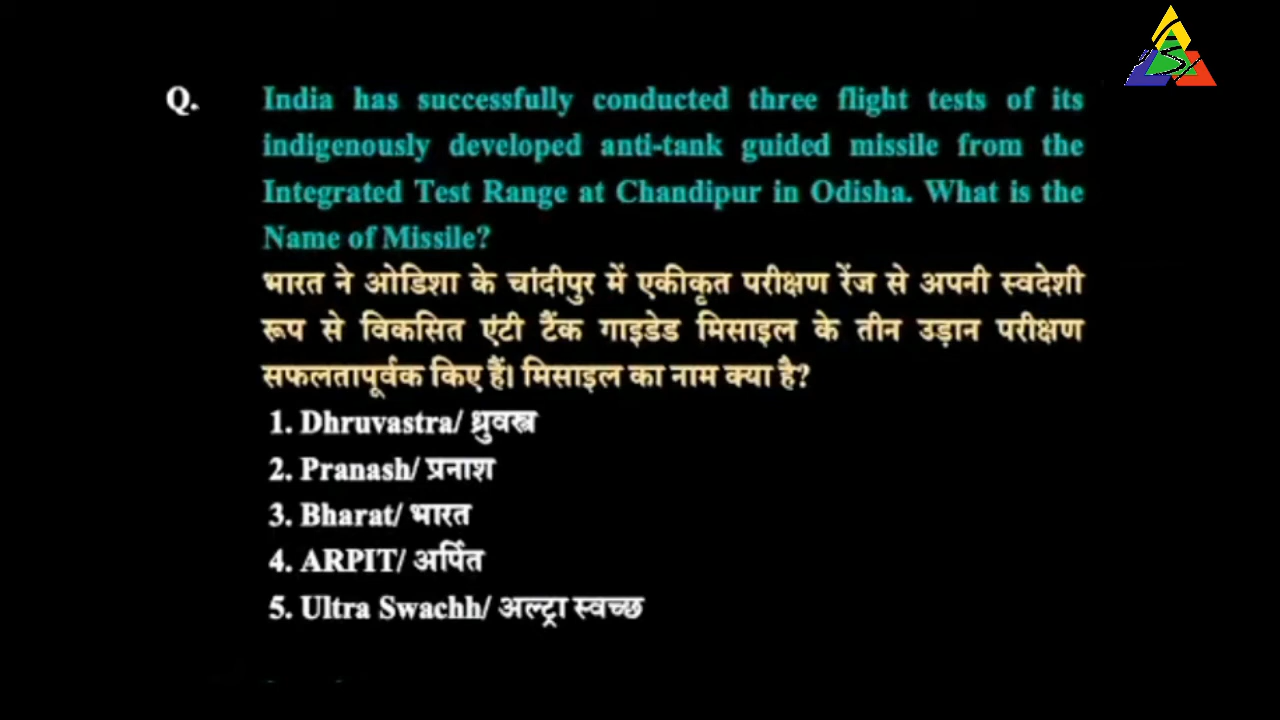 Q. India has successfully conducted three flight tests of its
indigenously developed anti-tank guided missile from the
Integrated Test Range at Chandipur in Odisha. What is the
Name of Missile?
भारत ने ओडिशा के चांदीपुर में एकीकृत परीक्षण रेंज से अपनी स्वदेशी
रूप से विकसित एंटी टैंक गाइडेड मिसाइल के तीन उड़ान परीक्षण
सफलतापूर्वक किए हैं। मिसाइल का नाम क्या है?
1. Dhruvastra/ ध्रुवस्त्र
2. Pranash/ प्रनाश
3. Bharat/ भारत
4. ARPIT/ अर्पित
5. Ultra Swachh/ अल्ट्रा स्वच्छ